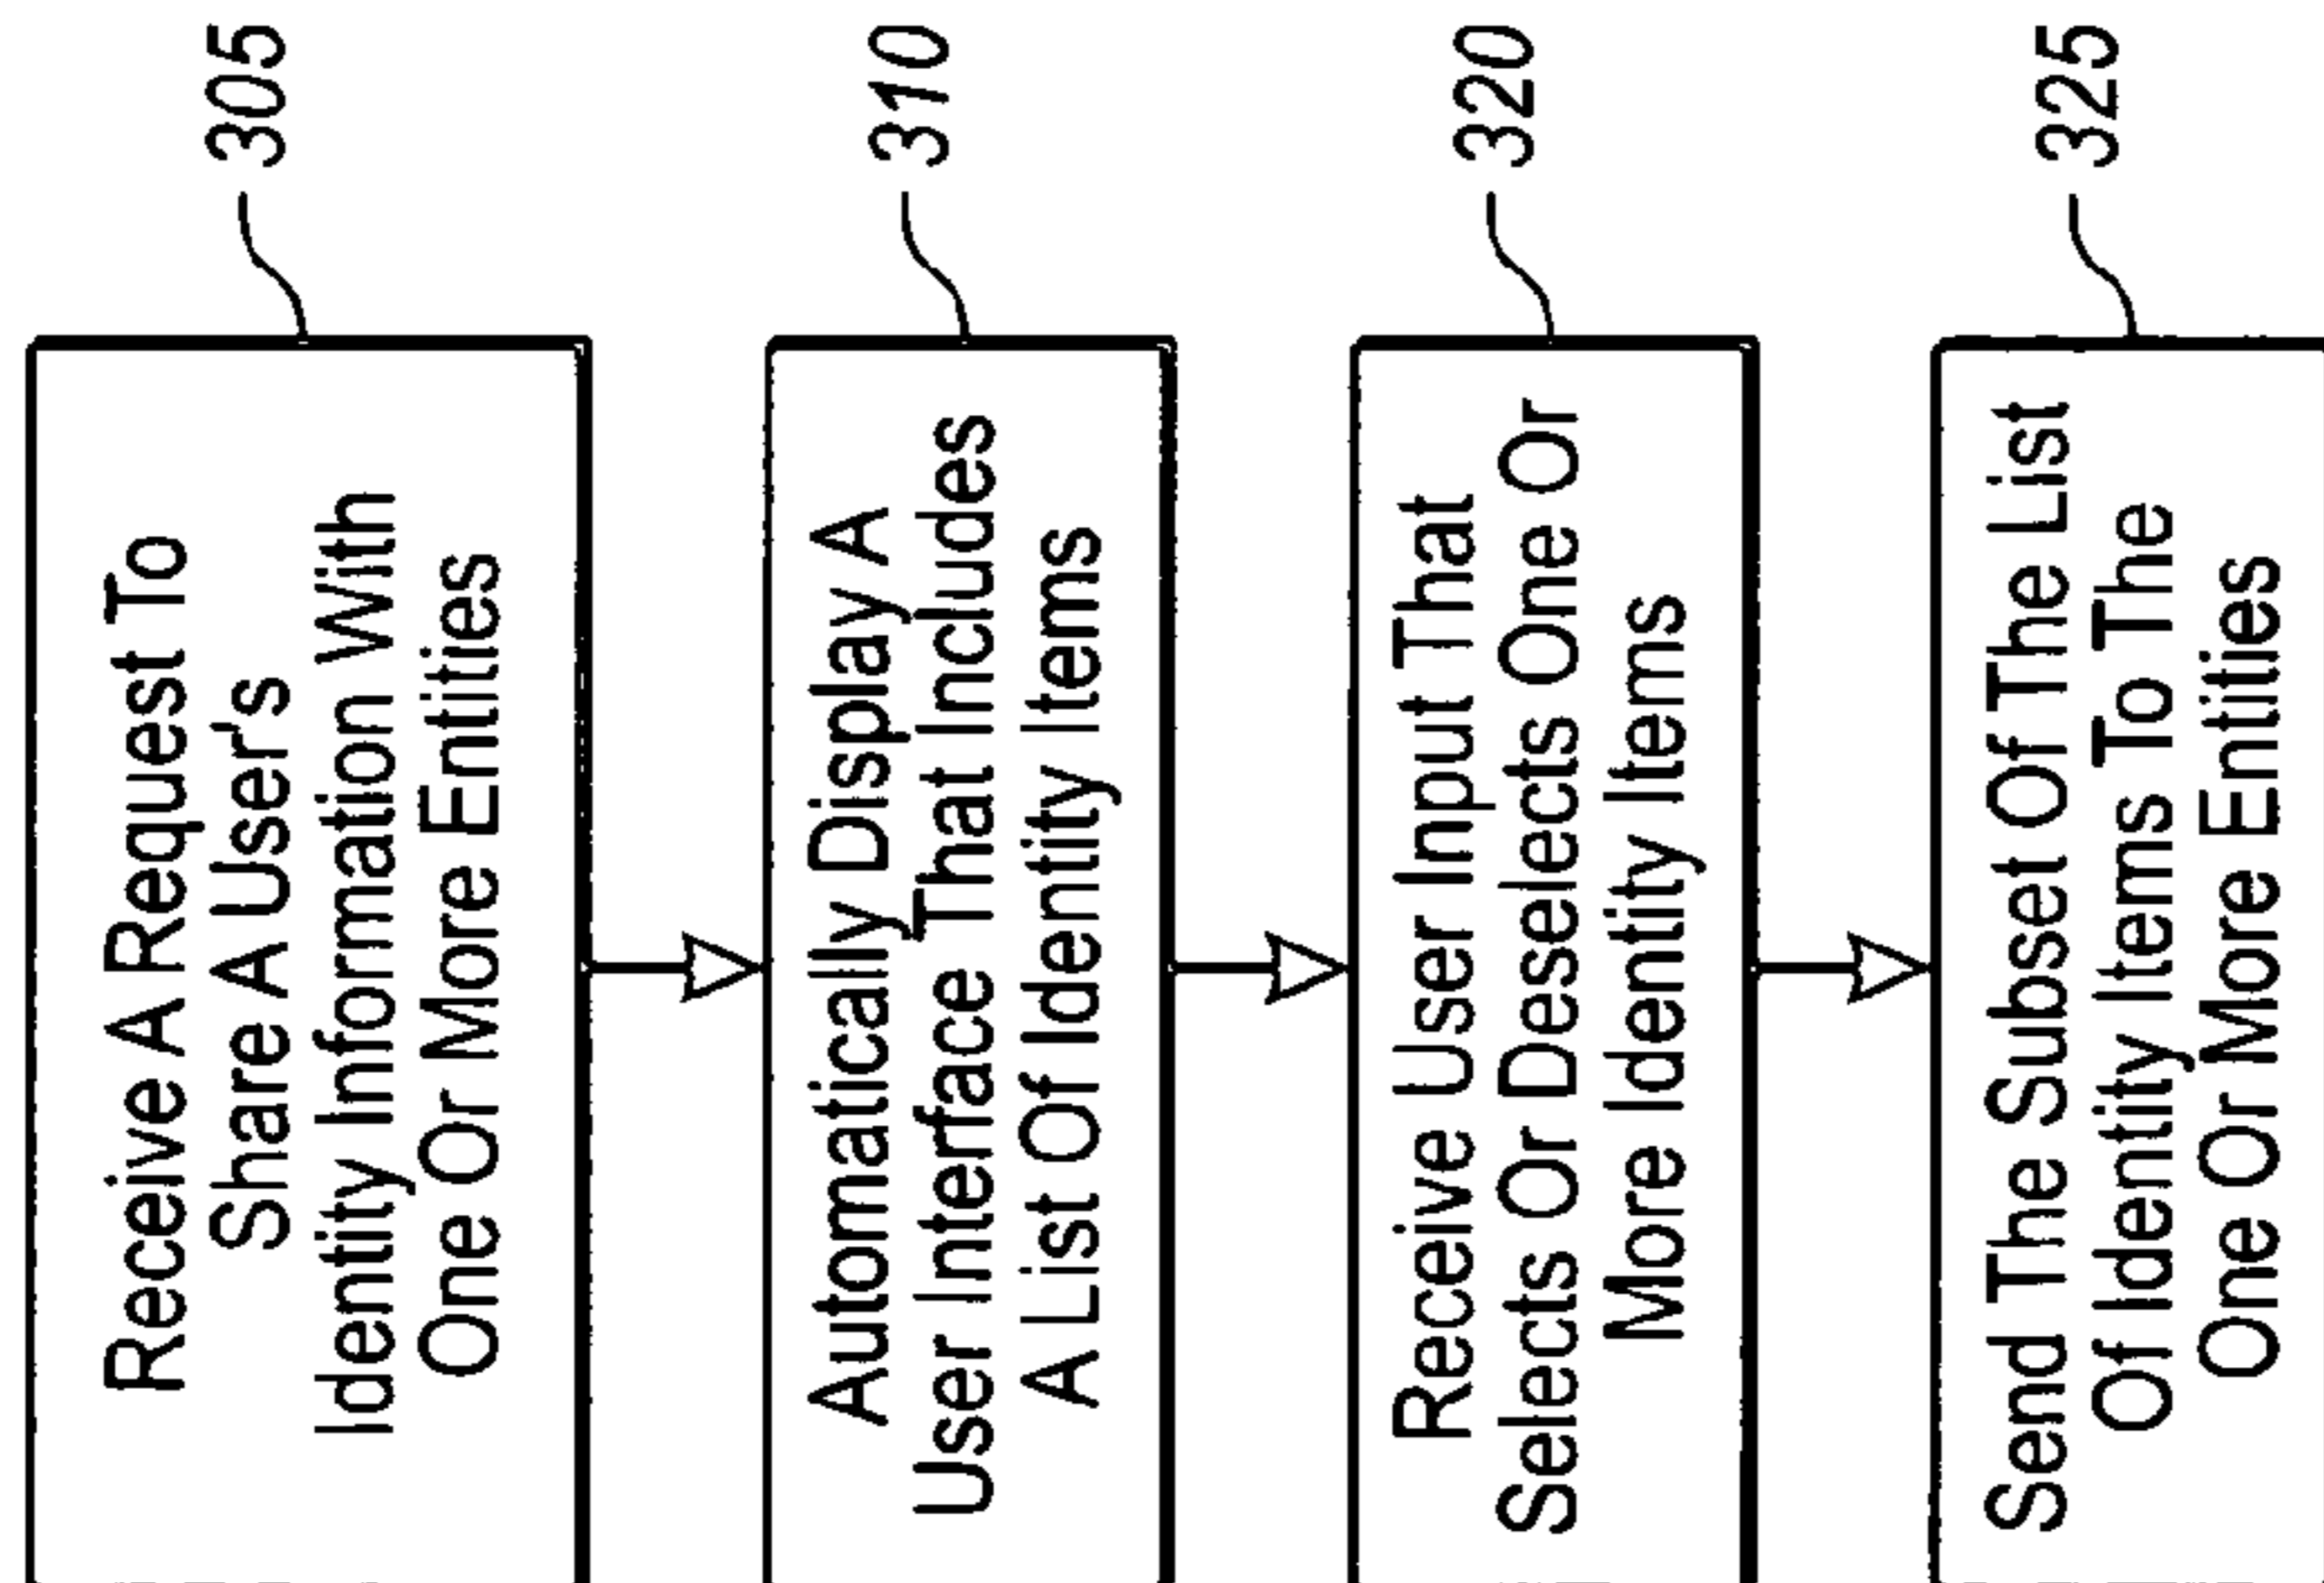 Receive A Request To
Share A User's
Identity Information With
One Or More Entities
305
Automatically Display A
User Interface That Includes
A List Of Identity Items
310
Receive User Input That
Selects Or Deselects One Or
More Identity Items
320
Send The Subset Of The List
Of Identity Items To The
One Or More Entities
325